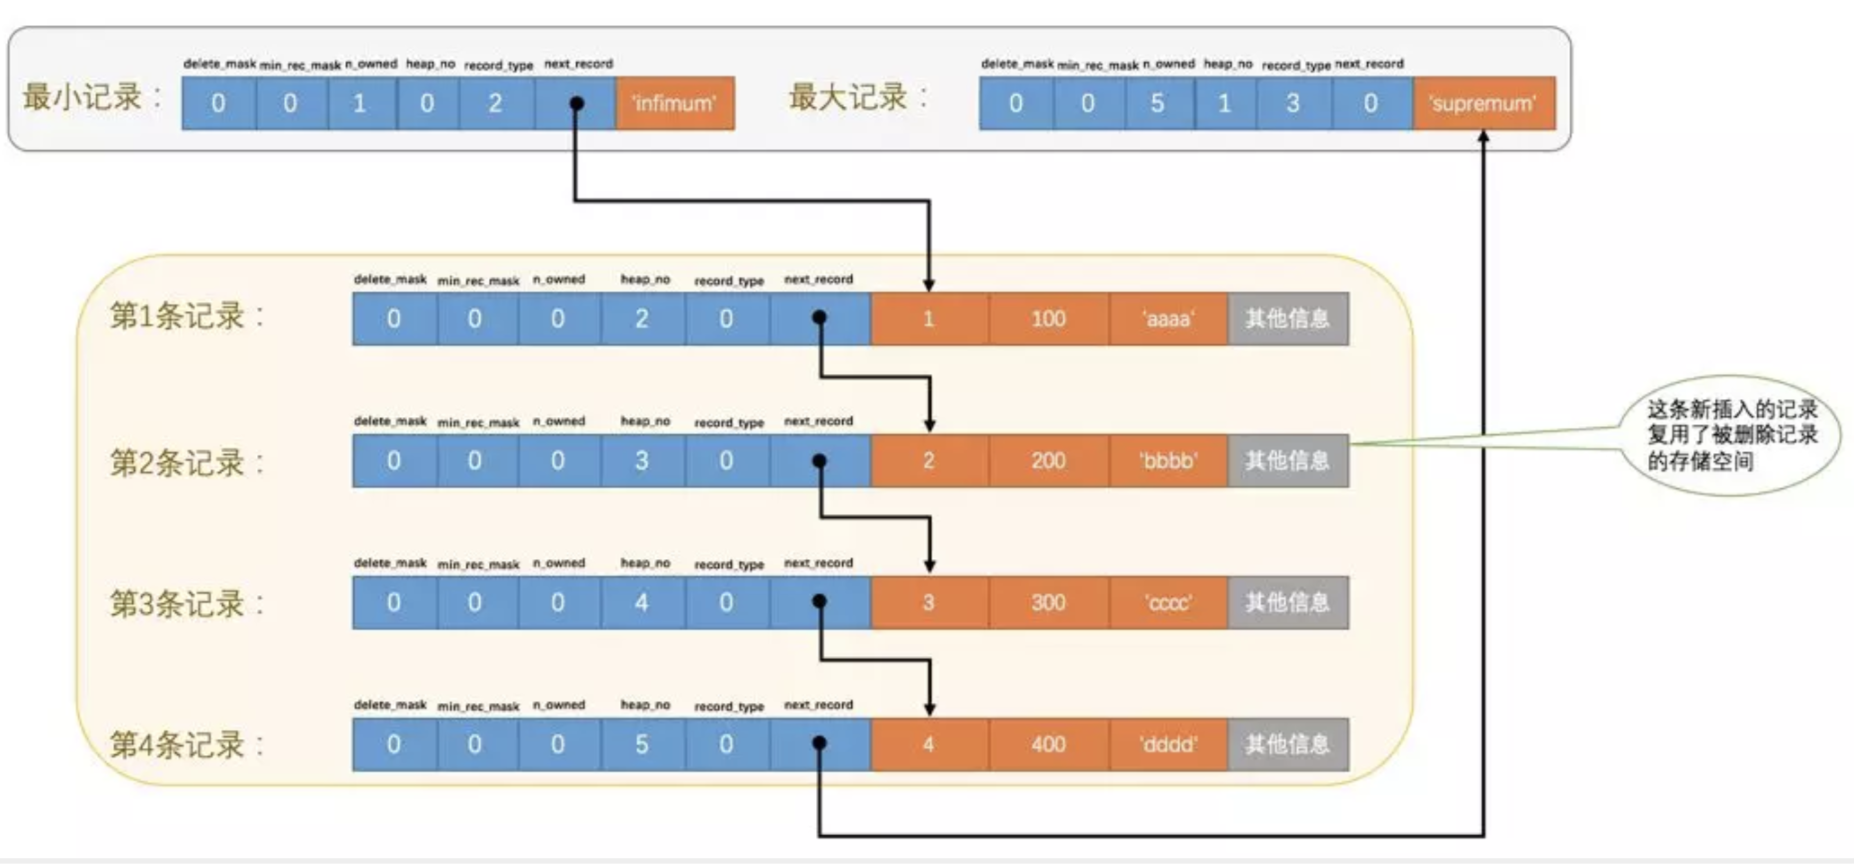 delete_mask min_rec_mask n_owned heap_no record_type next_record
最小记录： 0 0 1 0 2 'infimum'
delete_mask min_rec_mask n_owned heap_no record_type next_record
最大记录： 0 0 5 1 3 0 'supremum'
delete_mask min_rec_mask n_owned heap_no record_type next_record
第1条记录： 0 0 0 2 0 1 100 'aaaa' 其他信息
delete_mask min_rec_mask n_owned heap_no record_type next_record
第2条记录： 0 0 0 3 0 2 200 'bbbb' 其他信息
这条新插入的记录
复用了被删除记录
的存储空间
delete_mask min_rec_mask n_owned heap_no record_type next_record
第3条记录： 0 0 0 4 0 3 300 'cccc' 其他信息
delete_mask min_rec_mask n_owned heap_no record_type next_record
第4条记录： 0 0 0 5 0 4 400 'dddd' 其他信息